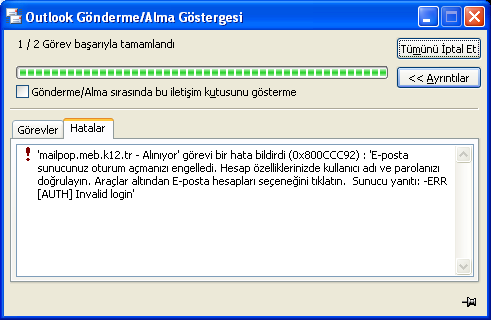 Outlook Gönderme/Alma Göstergesi
1 / 2 Görev başarıyla tamamlandı
Tümünü İptal Et
<< Ayrıntılar
Gönderme/Alma sırasında bu iletişim kutusunu gösterme
Görevler
Hatalar
'mailpop.meb.k12.tr - Alınıyor' görevi bir hata bildirdi (0x800CCC92) : 'E-posta
sunucunuz oturum açmanızı engelledi. Hesap özelliklerinizde kullanıcı adı ve parolanızı
doğrulayın. Araçlar altından E-posta hesapları seçeneğini tıklatın.  Sunucu yanıtı: -ERR
[AUTH] Invalid login'